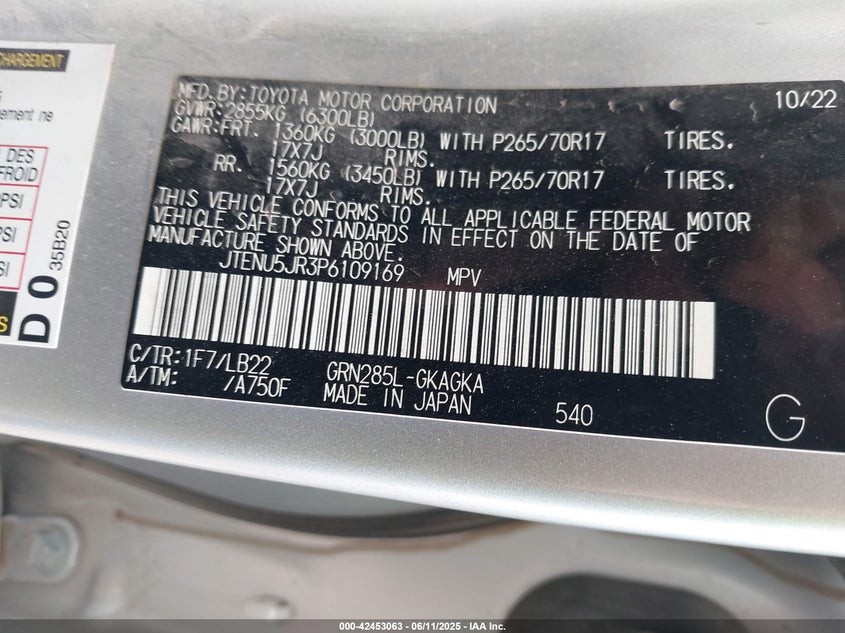 CHARGEMENT
ement ne
DES
FROID
PSI
PSI
SI
D 0 35B20
MFD.BY:TOYOTA MOTOR CORPORATION 10/22
GVWR:2855KG (6300LB)
GAWR:FRT. 1360KG (3000LB) WITH P265/70R17 TIRES.
17X7J RIMS.
RR. 1560KG (3450LB) WITH P265/70R17 TIRES.
17X7J RIMS.
THIS VEHICLE CONFORMS TO ALL APPLICABLE FEDERAL MOTOR
VEHICLE SAFETY STANDARDS IN EFFECT ON THE DATE OF
MANUFACTURE SHOWN ABOVE.
JTENU5JR3P6109169 MPV
C/TR:1F7/LB22 GRN285L-GKAGKA
A/TM: /A750F MADE IN JAPAN 540
G
000-42453063 - 06/11/2025 - IAA Inc.